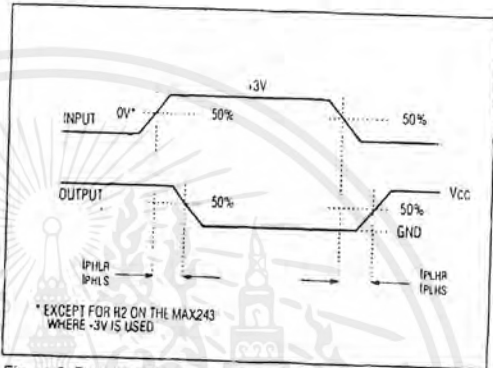 +3V
INPUT 0V* 50% 50%
OUTPUT 50% VCC
50%
GND
tPHLR tPLHR
tPHLS tPLHS
* EXCEPT FOR R2 ON THE MAX243
WHERE -3V IS USED